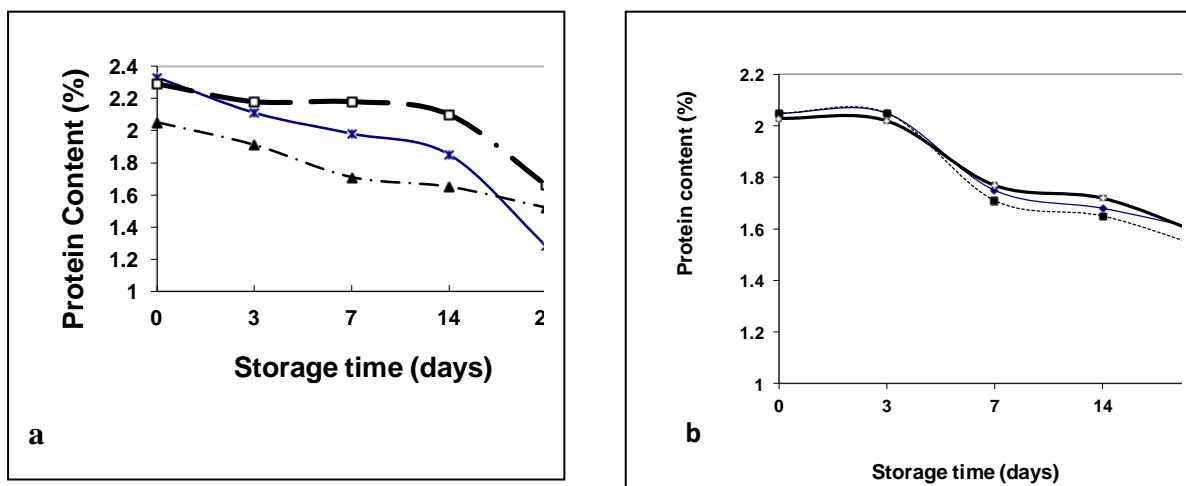 Protein Content (%)
2.4
2.2
2
1.8
1.6
1.4
1.2
1
0 3 7 14 2
Storage time (days)
a
Protein content (%)
2.2
2
1.8
1.6
1.4
1.2
1
0 3 7 14
b
Storage time (days)